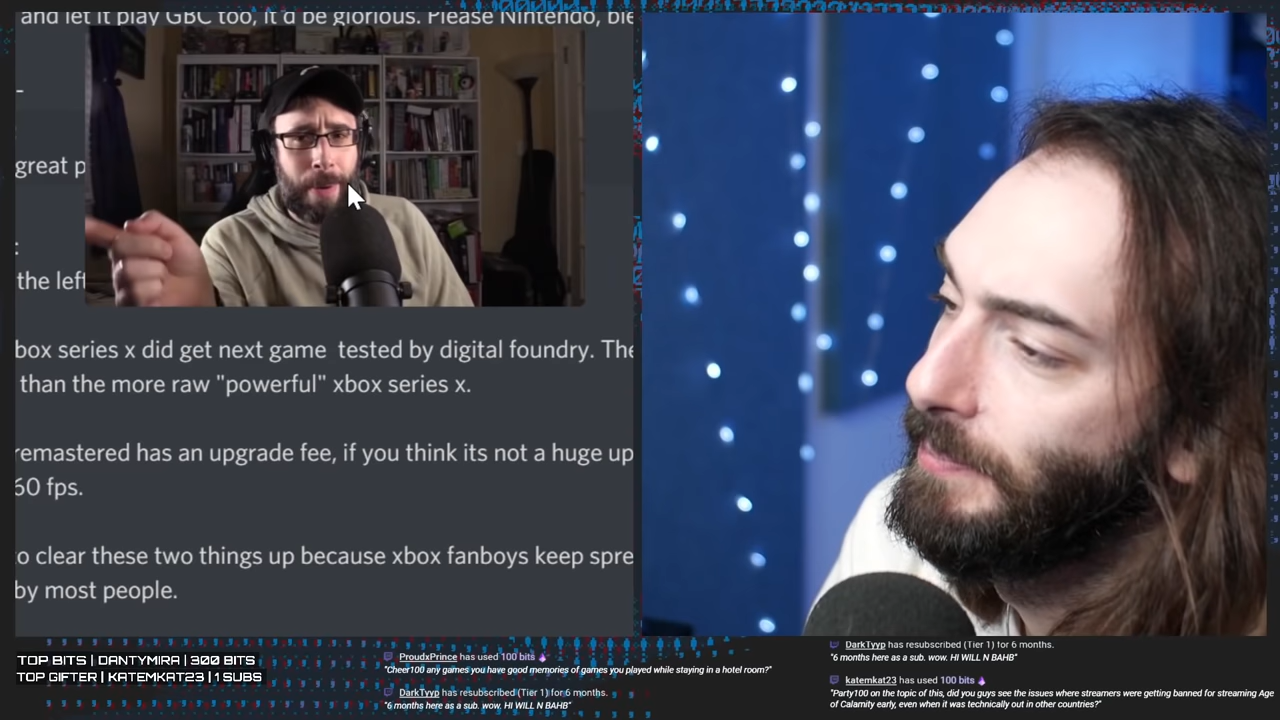 and let it play GBC too, it'd be glorious. Please Nintendo, ble
great p
:
the left
box series x did get next game tested by digital foundry. The
than the more raw "powerful" xbox series x.
remastered has an upgrade fee, if you think its not a huge up
60 fps.
to clear these two things up because xbox fanboys keep spre
by most people.
TOP BITS | DANTYMIRA | 300 BITS
TOP GIFTER | KATEMKAT23 | 1 SUBS
ProudxPrince has used 100 bits
"Cheer100 any games you have good memories of games you played while staying in a hotel room?"
DarkTyyp has resubscribed (Tier 1) for 6 months.
"6 months here as a sub. wow. HI WILL N BAHB"
DarkTyyp has resubscribed (Tier 1) for 6 months.
"6 months here as a sub. wow. HI WILL N BAHB"
katemkat23 has used 100 bits
"Party100 on the topic of this, did you guys see the issues where streamers were getting banned for streaming Age
of Calamity early, even when it was technically out in other countries?"